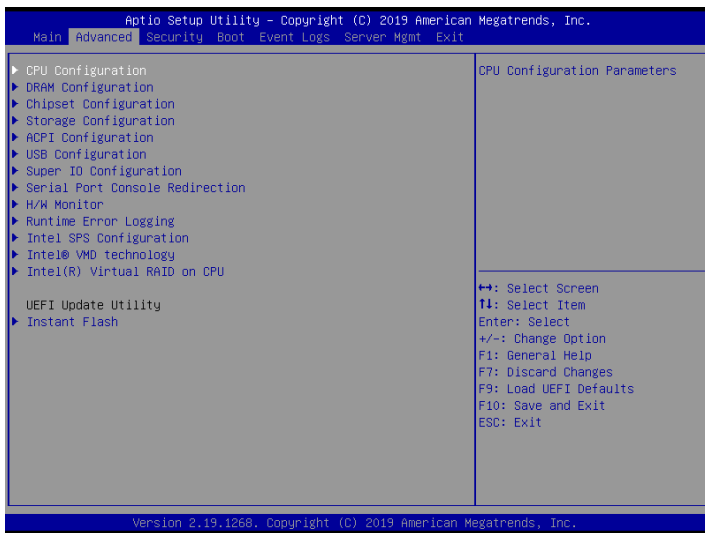 Aptio Setup Utility – Copyright (C) 2019 American Megatrends, Inc.
Main Advanced Security Boot Event Logs Server Mgmt Exit
CPU Configuration
DRAM Configuration
Chipset Configuration
Storage Configuration
ACPI Configuration
USB Configuration
Super IO Configuration
Serial Port Console Redirection
H/W Monitor
Runtime Error Logging
Intel SPS Configuration
Intel® VMD technology
Intel(R) Virtual RAID on CPU
UEFI Update Utility
Instant Flash
CPU Configuration Parameters
↔: Select Screen
↑↓: Select Item
Enter: Select
+/-: Change Option
F1: General Help
F7: Discard Changes
F9: Load UEFI Defaults
F10: Save and Exit
ESC: Exit
Version 2.19.1268. Copyright (C) 2019 American Megatrends, Inc.